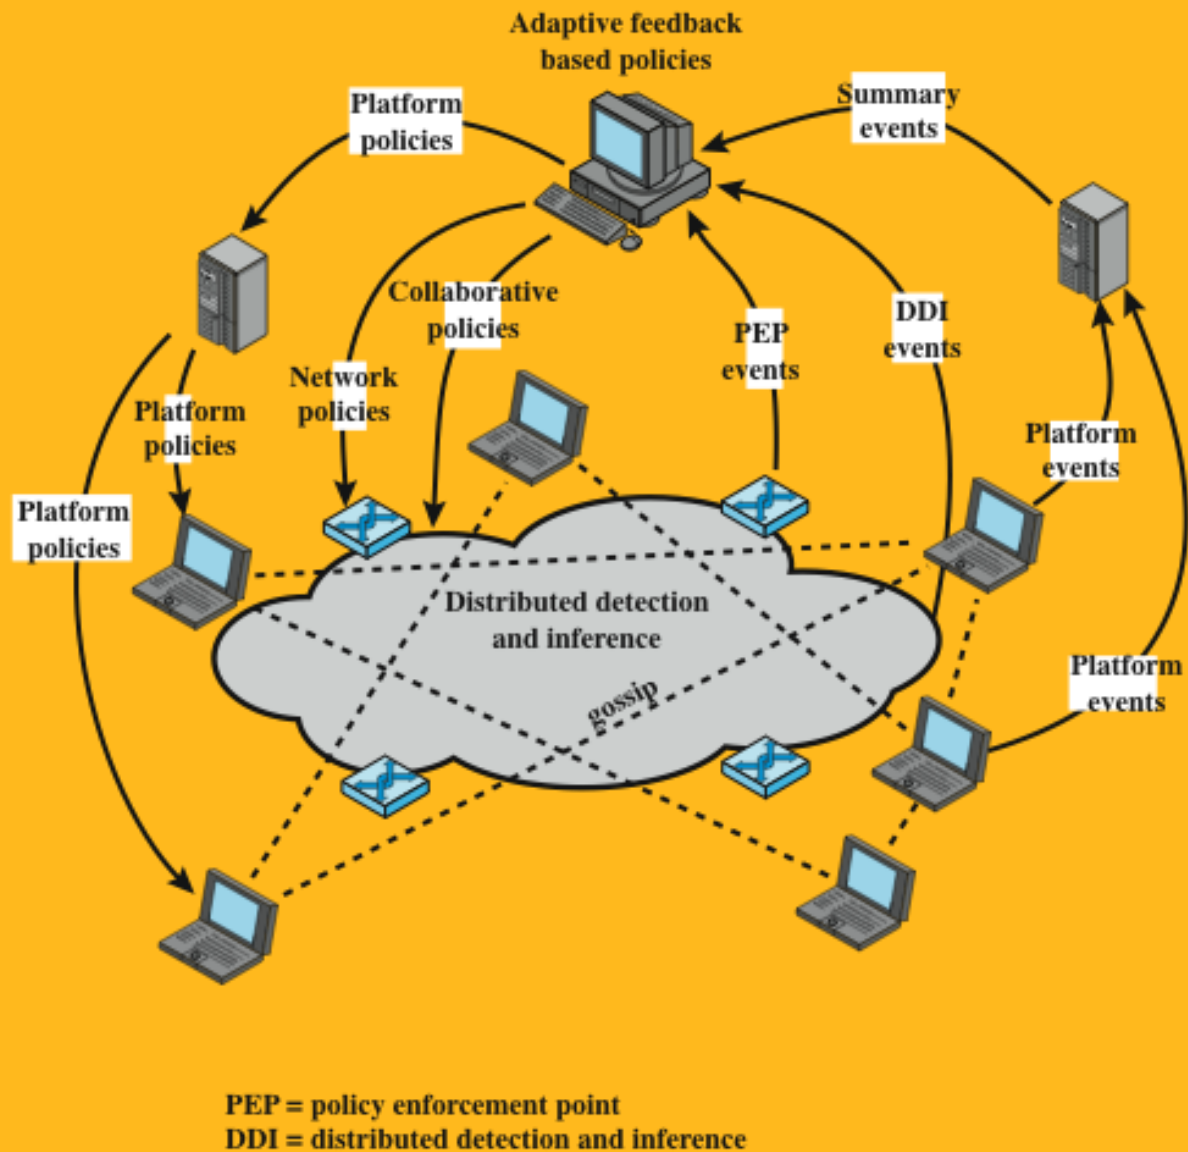 Adaptive feedback
based policies
Platform
policies
Summary
events
Collaborative
policies
DDI
events
PEP
events
Network
policies
Platform
policies
Platform
events
Platform
policies
Distributed detection
and inference
gossip
Platform
events
PEP = policy enforcement point
DDI = distributed detection and inference